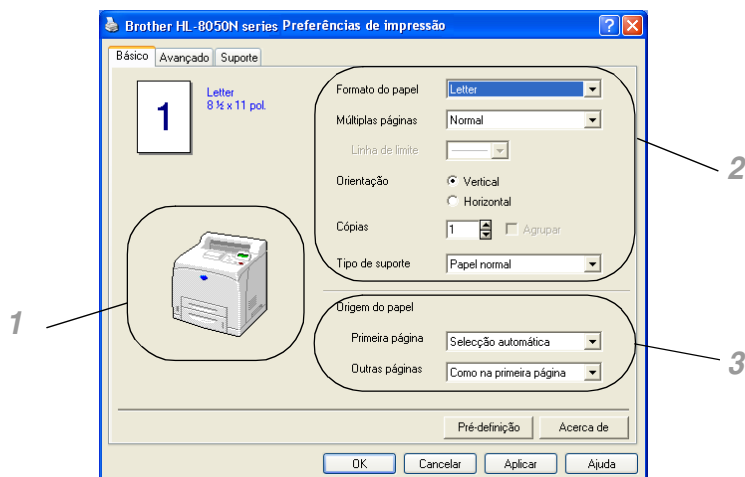 Brother HL-8050N series Preferências de impressão
Básico Avançado Suporte
1
Letter
8 ½ x 11 pol.
Formato do papel Letter
Múltiplas páginas Normal
Linha de limite
Orientação Vertical
Horizontal
Cópias 1 Agrupar
Tipo de suporte Papel normal
2
1
Origem do papel
Primeira página Selecção automática
Outras páginas Como na primeira página
3
Pré-definição Acerca de
OK Cancelar Aplicar Ajuda